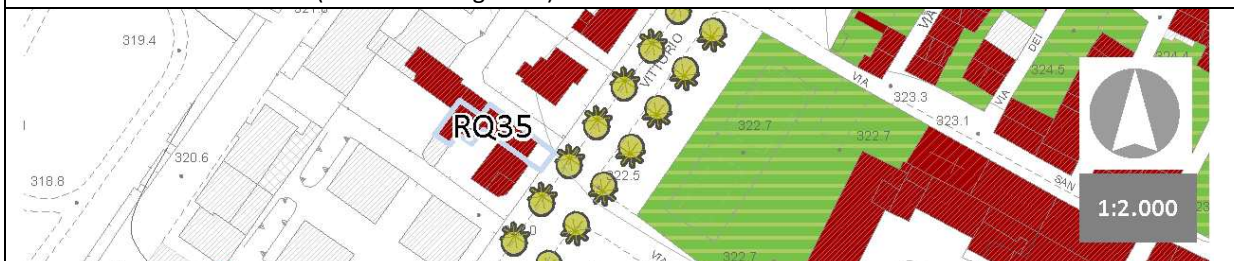 319.4
VITTORIO
VIA
DEI
324.5
VIA
323.3
VIA
RQ35
322.7
322.7
323.1
320.6
318.8
322.5
SAN
1:2.000
VIA
322.7